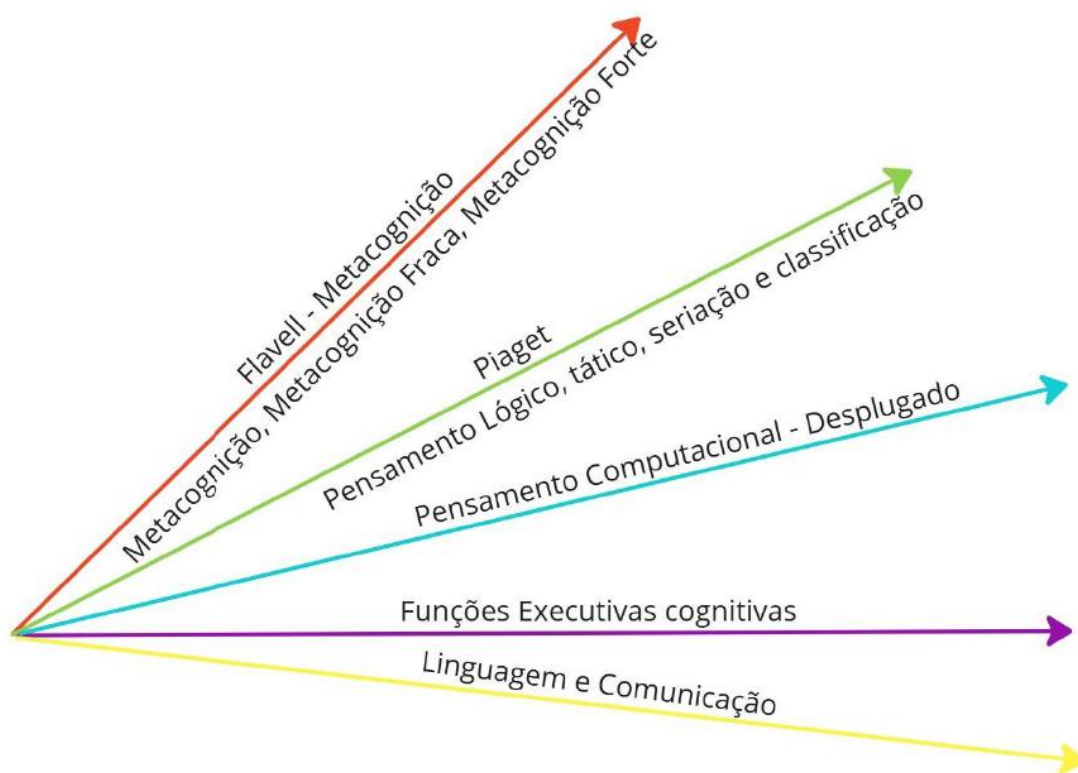 Flavell - Metacognição
Metacognição, Metacognição Fraca, Metacognição Forte
Piaget
Pensamento Lógico, tático, seriação e classificação
Pensamento Computacional - Desplugado
Funções Executivas cognitivas
Linguagem e Comunicação